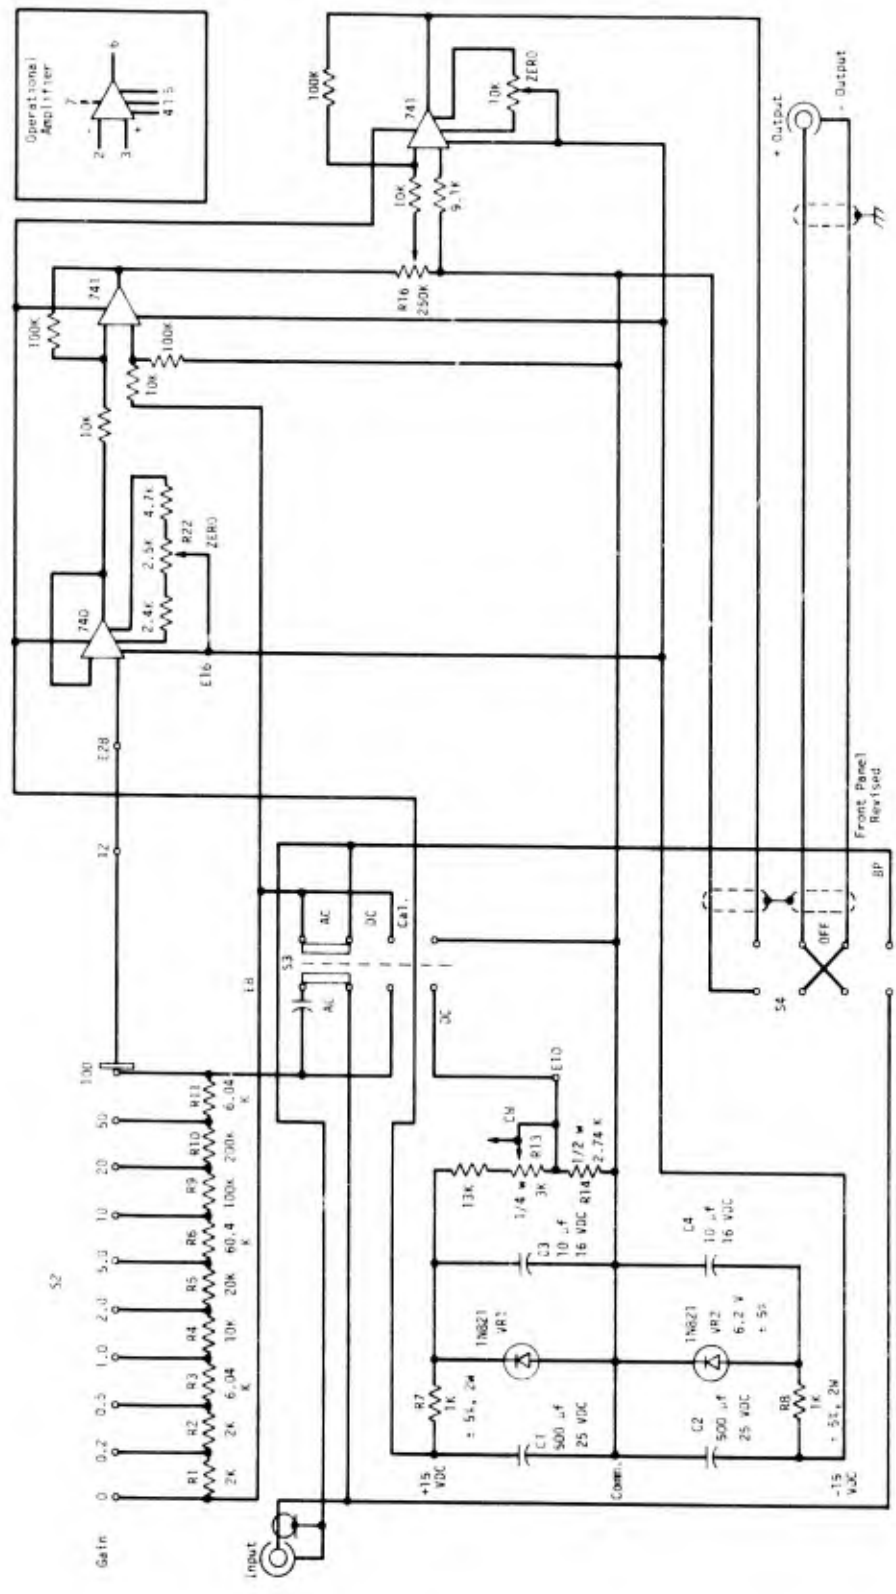 Operational
Amplifier
7
2
3
-
+
6
4 1 5
Gain
S2
0
0.2
0.5
1.0
2.0
5.0
10
20
50
100
R1
R2
R3
R4
R5
R6
R9
R10
R11
2K
2K
6.04
K
10K
20K
60.4
K
100K
200K
6.04
K
12
E28
740
2.4K
2.5K
4.7K
R22
ZERO
E16
10K
100K
741
10K
100K
R16
250K
100K
10K
9.1K
741
10K
ZERO
Input
E8
S3
AC
AC
DC
Cal.
DC
+15
VDC
R7
1K
± 5%, 2W
C1
500 µf
25 VDC
1N821
VR1
C3
10 µf
16 VDC
13K
1/4 W
CW
R13
3K
E10
1/2 W
R14
2.74 K
Comm.
C2
500 µf
25 VDC
1N821
VR2
6.2 V
± 5%
C4
10 µf
16 VDC
R8
1K
± 5%, 2W
-15
VDC
S4
OFF
BP
Front Panel
Revised
+ Output
- Output